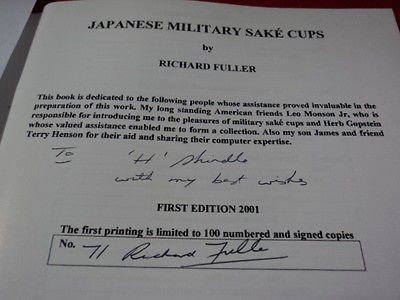 JAPANESE MILITARY SAKÉ CUPS
by
RICHARD FULLER
This book is dedicated to the following people whose assistance proved invaluable in the
preparation of this work. My long standing American friends Leo Monson Jr, who is
responsible for introducing me to the pleasures of military saké cups and Herb Gopstein
whose valued assistance enabled me to form a collection. Also my son James and friend
Terry Henson for their aid and sharing their computer expertise.
To 'H' Shindle
with my best wishes
FIRST EDITION 2001
The first printing is limited to 100 numbered and signed copies
No. 71 Richard Fuller